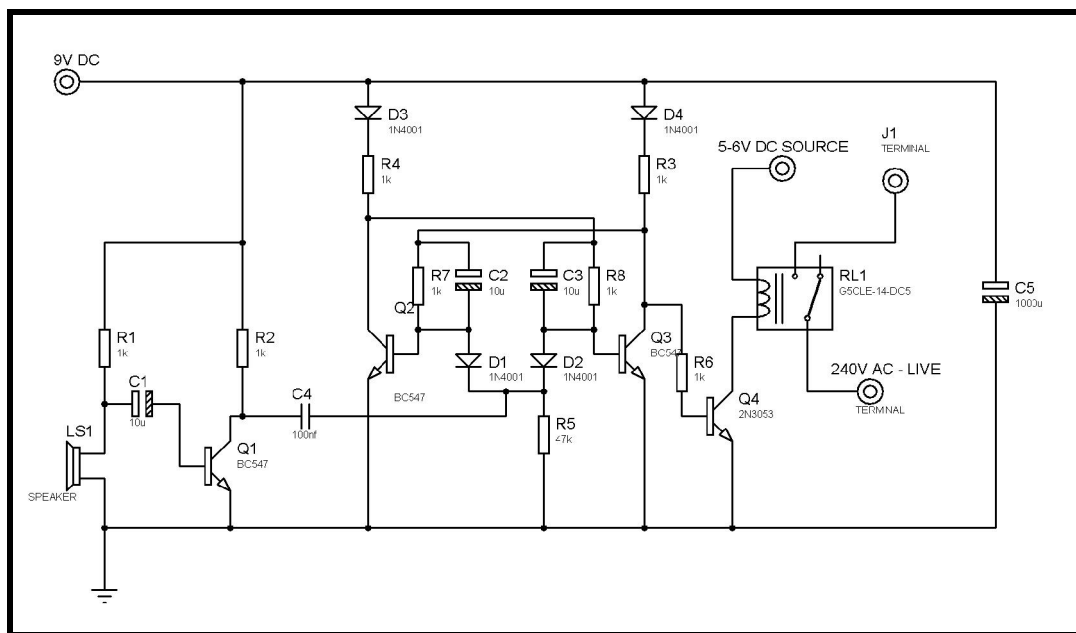 9V DC
D3
1N4001
D4
1N4001
5-6V DC SOURCE
J1
TERMINAL
R4
1k
R3
1k
R7
1k
C2
10u
C3
10u
R8
1k
RL1
G5CLE-14-DC5
C5
1000u
Q2
BC547
R1
1k
R2
1k
D1
1N4001
D2
1N4001
Q3
BC547
R6
1k
240V AC - LIVE
TERMNAL
C1
10u
C4
100nf
R5
47k
Q4
2N3053
LS1
SPEAKER
Q1
BC547